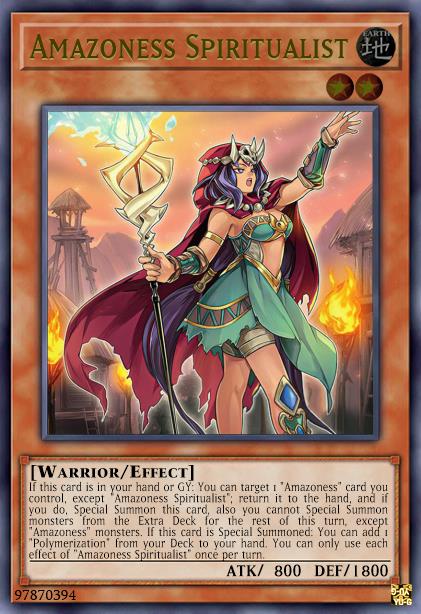 AMAZONESS SPIRITUALIST
EARTH
地
[WARRIOR/EFFECT]
If this card is in your hand or GY: You can target 1 "Amazoness" card you
control, except "Amazoness Spiritualist"; return it to the hand, and if
you do, Special Summon this card, also you cannot Special Summon
monsters from the Extra Deck for the rest of this turn, except
"Amazoness" monsters. If this card is Special Summoned: You can add 1
"Polymerization" from your Deck to your hand. You can only use each
effect of "Amazoness Spiritualist" once per turn.
ATK/ 800 DEF/1800
97870394